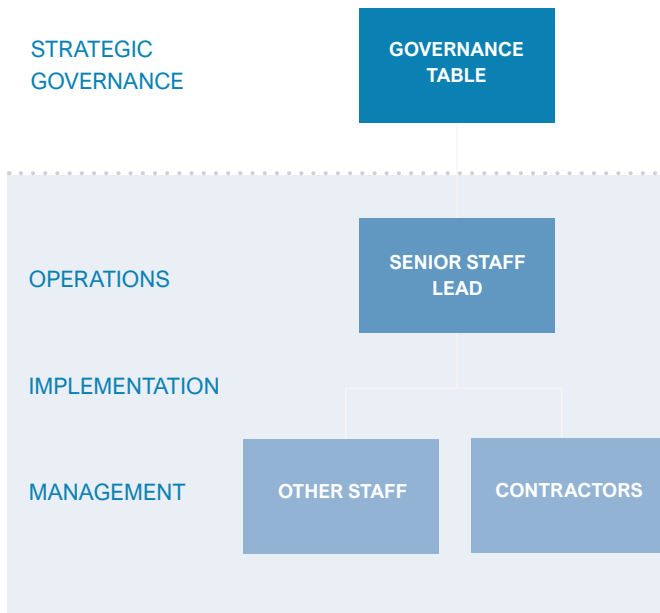 STRATEGIC
GOVERNANCE
GOVERNANCE
TABLE
OPERATIONS
SENIOR STAFF
LEAD
IMPLEMENTATION
MANAGEMENT
OTHER STAFF
CONTRACTORS